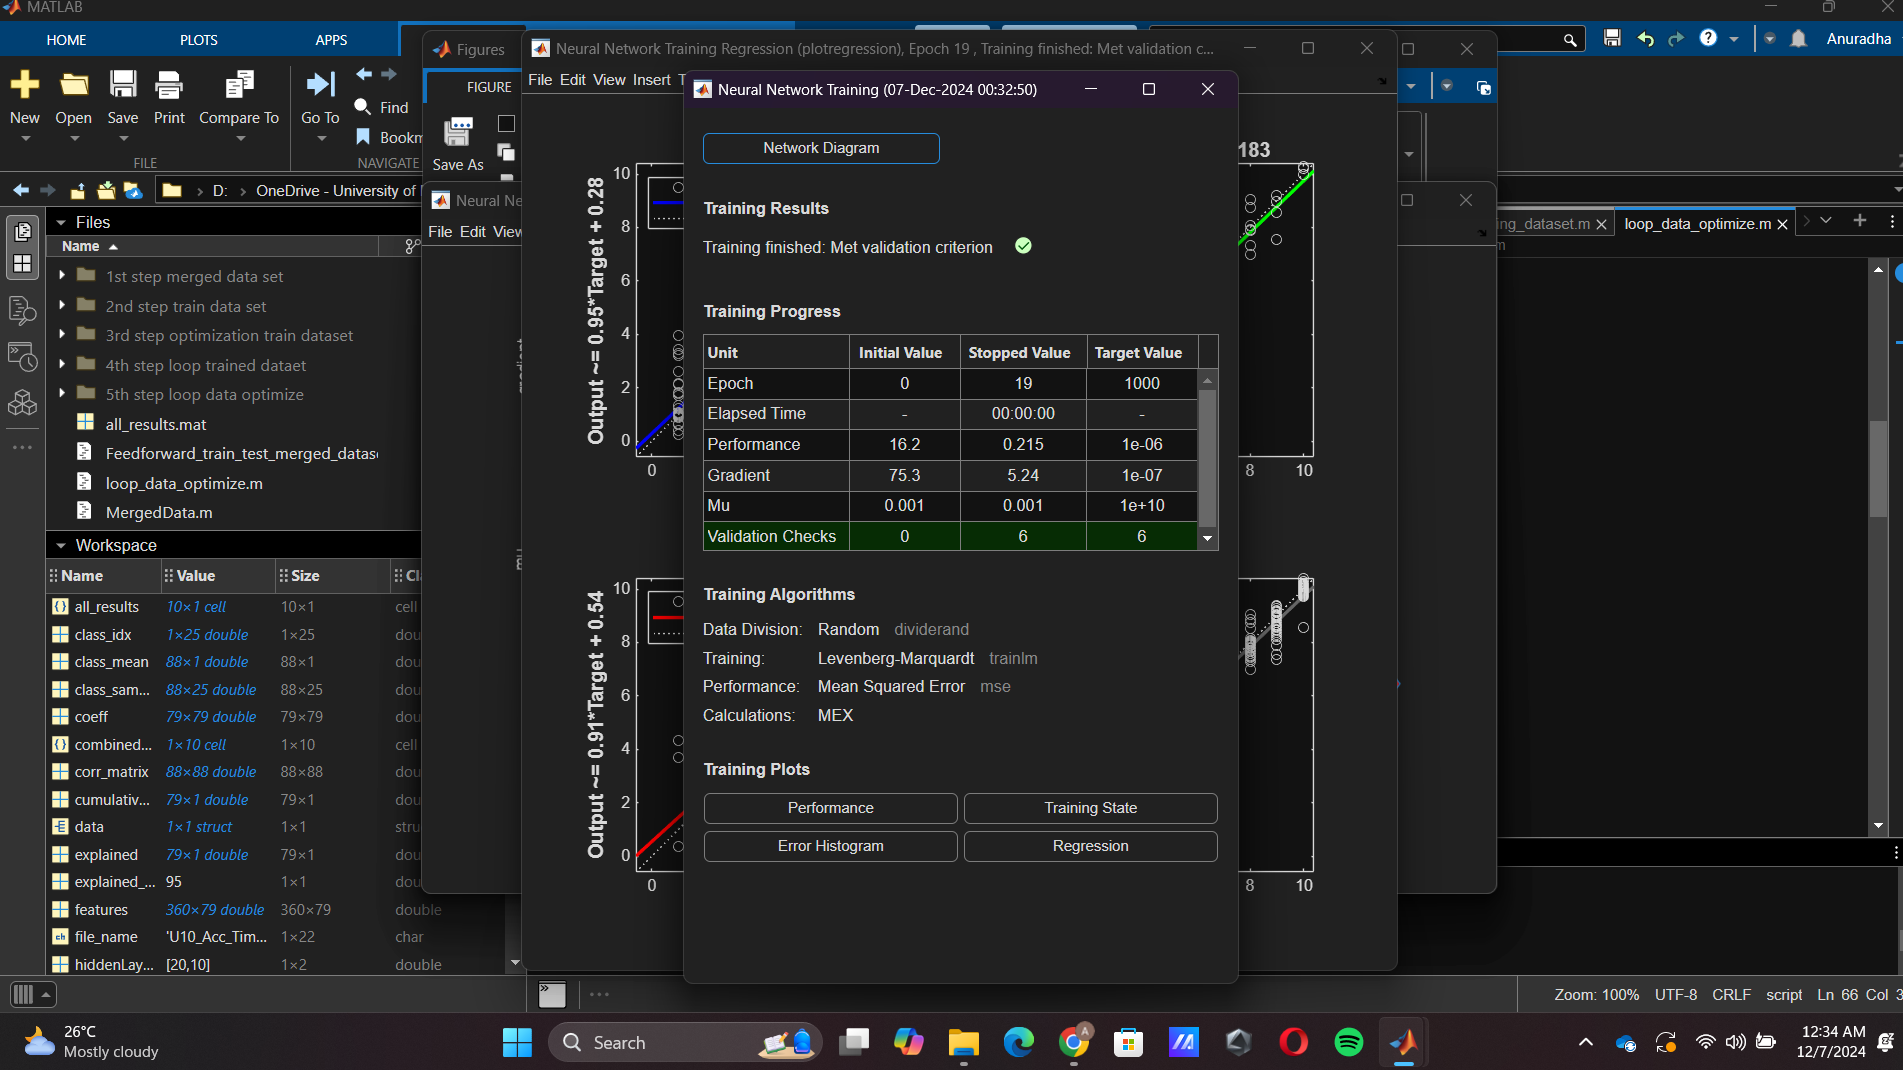 MATLAB
HOME PLOTS APPS
Anuradha
New Open Save Print Compare To Go To Find
FILE NAVIGATE
D: OneDrive - University of
Files
Name
1st step merged data set
2nd step train data set
3rd step optimization train dataset
4th step loop trained dataet
5th step loop data optimize
all_results.mat
Feedforward_train_test_merged_datas
loop_data_optimize.m
MergedData.m
Workspace
Name Value Size
all_results 10×1 cell 10×1 cell
class_idx 1×25 double 1×25 dou
class_mean 88×1 double 88×1 dou
class_sam... 88×25 double 88×25 dou
coeff 79×79 double 79×79 dou
combined... 1×10 cell 1×10 cell
corr_matrix 88×88 double 88×88 dou
cumulativ... 79×1 double 79×1 dou
data 1×1 struct 1×1 stru
explained 79×1 double 79×1 dou
explained_... 95 1×1 dou
features 360×79 double 360×79 double
file_name 'U10_Acc_Tim... 1×22 char
hiddenLay... [20,10] 1×2 double
Figures
FIGURE
Save As
File Edit View
Neural Network Training Regression (plotregression), Epoch 19 , Training finished: Met validation c...
File Edit View Insert
183
Output ~= 0.95*Target + 0.28
10
8
6
4
2
0
0 8 10
Output ~= 0.91*Target + 0.54
10
8
6
4
2
0
0 8 10
Neural Network Training (07-Dec-2024 00:32:50)
Network Diagram
Training Results
Training finished: Met validation criterion
Training Progress
Unit Initial Value Stopped Value Target Value
Epoch 0 19 1000
Elapsed Time - 00:00:00 -
Performance 16.2 0.215 1e-06
Gradient 75.3 5.24 1e-07
Mu 0.001 0.001 1e+10
Validation Checks 0 6 6
Training Algorithms
Data Division: Random dividerand
Training: Levenberg-Marquardt trainlm
Performance: Mean Squared Error mse
Calculations: MEX
Training Plots
Performance Training State
Error Histogram Regression
ing_dataset.m loop_data_optimize.m
Zoom: 100% UTF-8 CRLF script Ln 66 Col 3
26°C
Mostly cloudy
Search
12:34 AM
12/7/2024